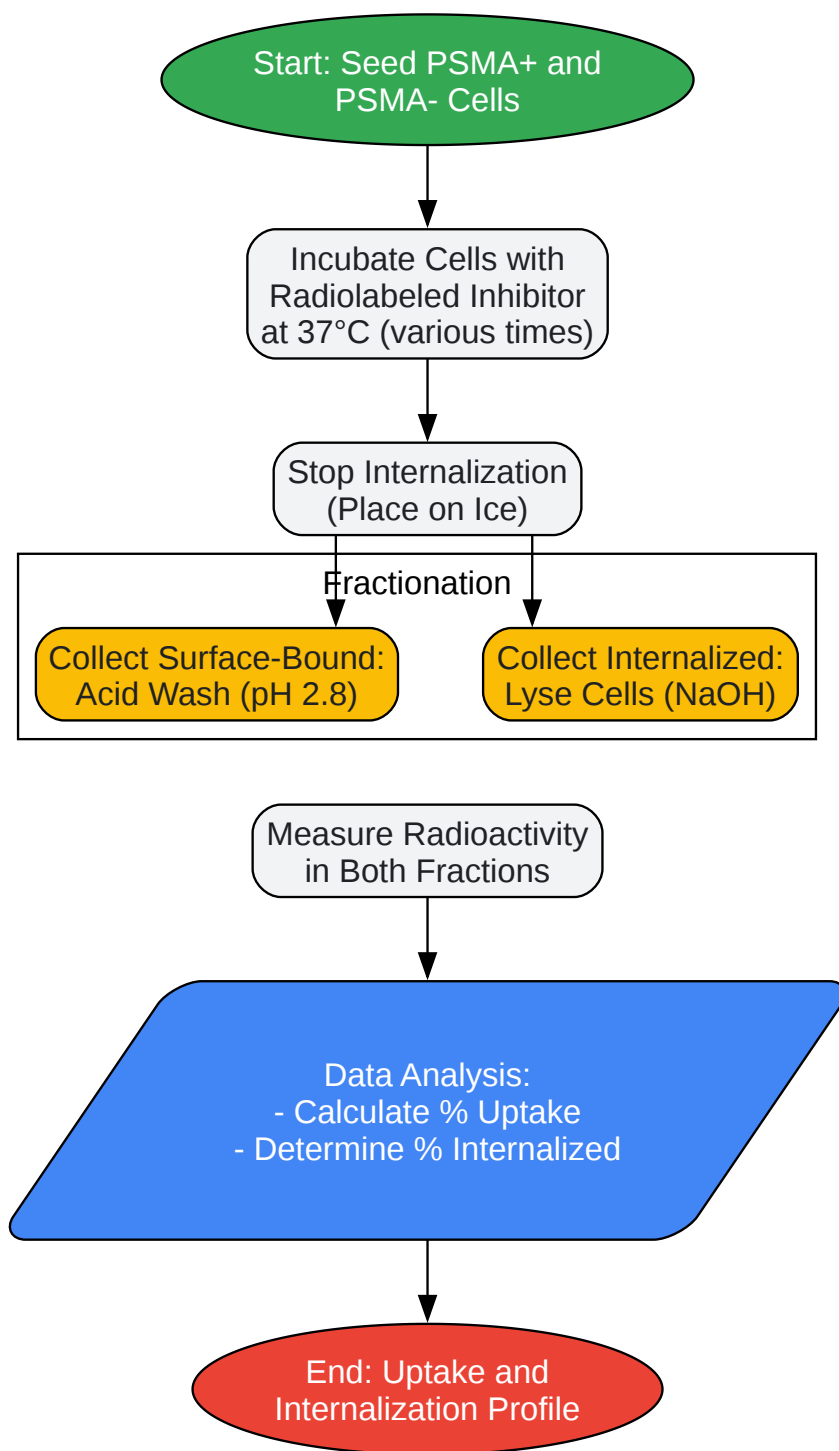 Start: Seed PSMA+ and
PSMA- Cells
Incubate Cells with
Radiolabeled Inhibitor
at 37°C (various times)
Stop Internalization
(Place on Ice)
Fractionation
Collect Surface-Bound:
Acid Wash (pH 2.8)
Collect Internalized:
Lyse Cells (NaOH)
Measure Radioactivity
in Both Fractions
Data Analysis:
- Calculate % Uptake
- Determine % Internalized
End: Uptake and
Internalization Profile